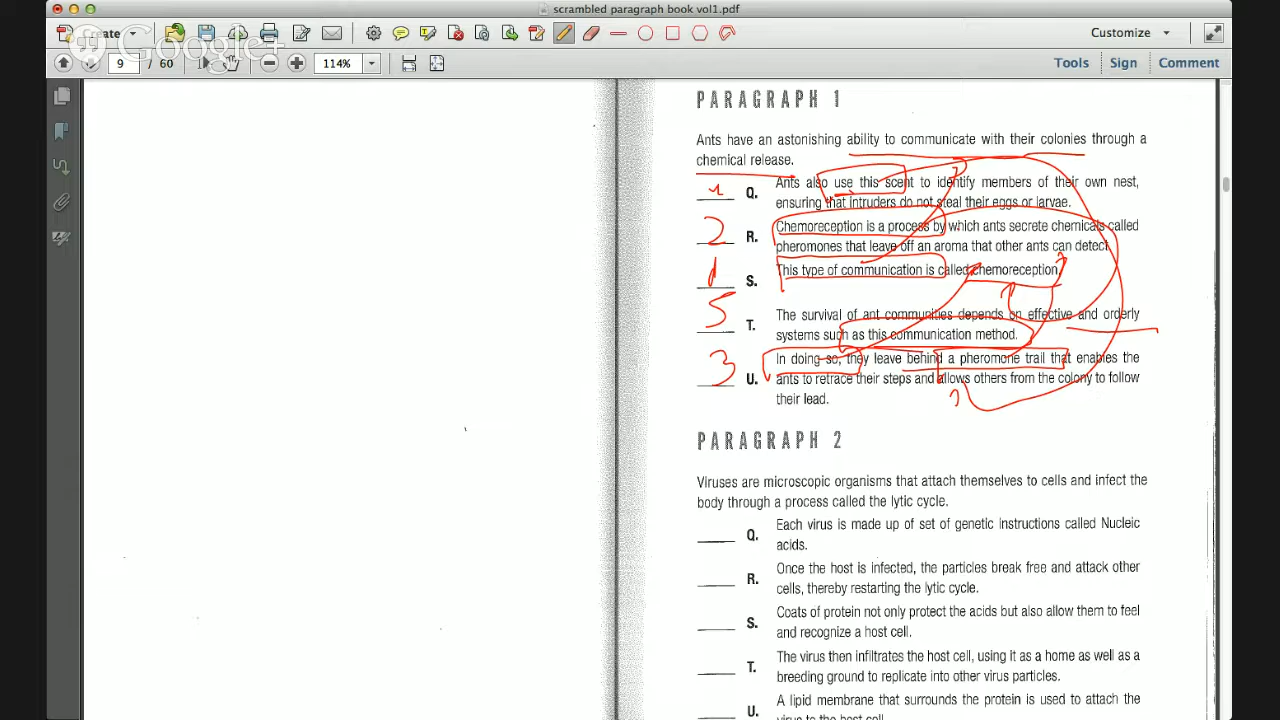 scrambled paragraph book vol1.pdf
Create
Google+
Customize
9 / 60
114%
Tools Sign Comment
PARAGRAPH 1
Ants have an astonishing ability to communicate with their colonies through a
chemical release.
Q. Ants also use this scent to identify members of their own nest,
ensuring that intruders do not steal their eggs or larvae.
2 R. Chemoreception is a process by which ants secrete chemicals called
pheromones that leave off an aroma that other ants can detect.
1 S. This type of communication is called chemoreception.
5 T. The survival of ant communities depends on effective and orderly
systems such as this communication method.
3 U. In doing so, they leave behind a pheromone trail that enables the
ants to retrace their steps and allows others from the colony to follow
their lead.
PARAGRAPH 2
Viruses are microscopic organisms that attach themselves to cells and infect the
body through a process called the lytic cycle.
Q. Each virus is made up of set of genetic instructions called Nucleic
acids.
R. Once the host is infected, the particles break free and attack other
cells, thereby restarting the lytic cycle.
S. Coats of protein not only protect the acids but also allow them to feel
and recognize a host cell.
T. The virus then infiltrates the host cell, using it as a home as well as a
breeding ground to replicate into other virus particles.
U. A lipid membrane that surrounds the protein is used to attach the
virus to the host cell.